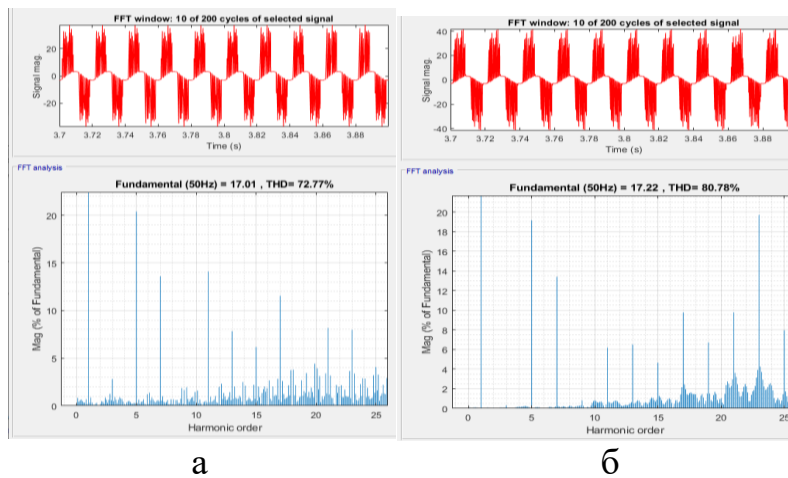 FFT window: 10 of 200 cycles of selected signal
Signal mag.
20
0
-20
3.7 3.72 3.74 3.76 3.78 3.8 3.82 3.84 3.86 3.88
Time (s)
FFT analysis
Fundamental (50Hz) = 17.01 , THD= 72.77%
Mag (% of Fundamental)
20
15
10
5
0
0 5 10 15 20 25
Harmonic order
а
FFT window: 10 of 200 cycles of selected signal
Signal mag.
40
20
0
-20
-40
3.7 3.72 3.74 3.76 3.78 3.8 3.82 3.84 3.86 3.88
Time (s)
FFT analysis
Fundamental (50Hz) = 17.22 , THD= 80.78%
Mag (% of Fundamental)
20
18
16
14
12
10
8
6
4
2
0
0 5 10 15 20 25
Harmonic order
б